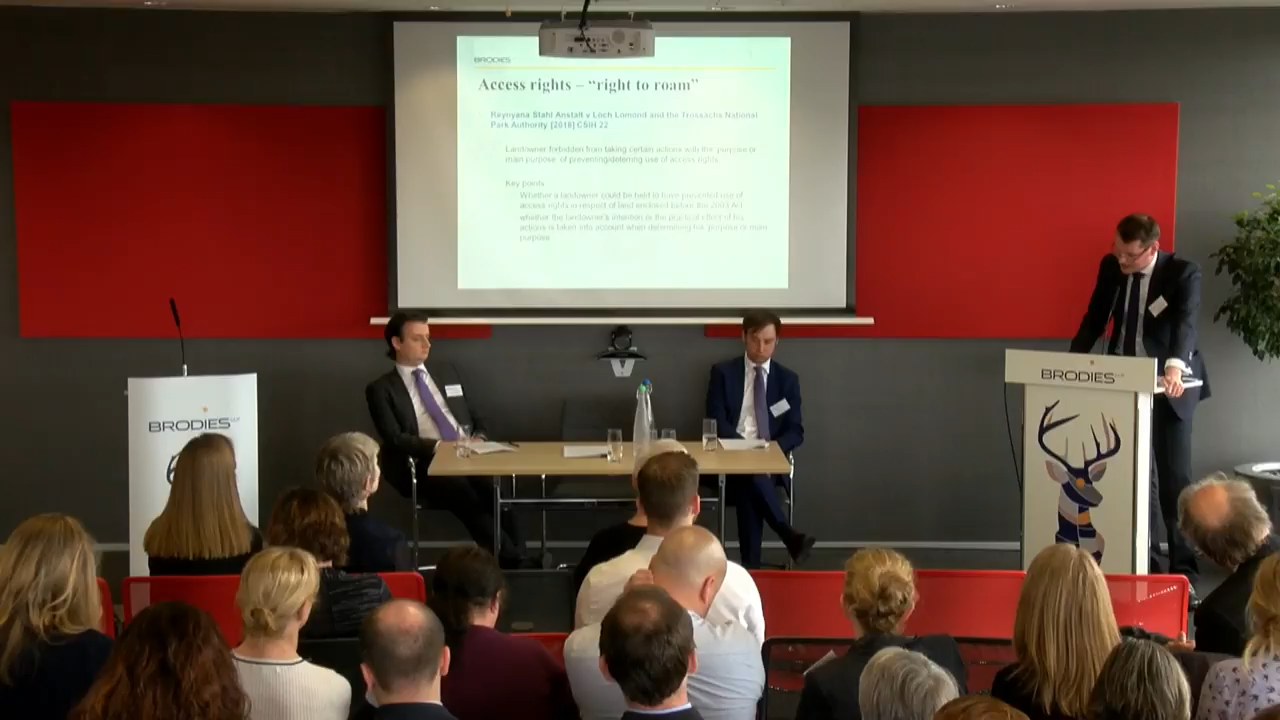 BRODIES
Access rights – “right to roam”
Reynyana Stahl Anstalt v Loch Lomond and the Trossachs National
Park Authority [2018] CSIH 22
Landowner forbidden from taking certain actions with the purpose or
main purpose of preventing/deterring use of access rights
Key points
Whether a landowner could be held to have prevented use of
access rights in respect of land enclosed before the 2003 Act
whether the landowner's intention or the practical effect of his
actions is taken into account when determining his purpose or main
purpose
BRODIES LLP
BRODIES LLP